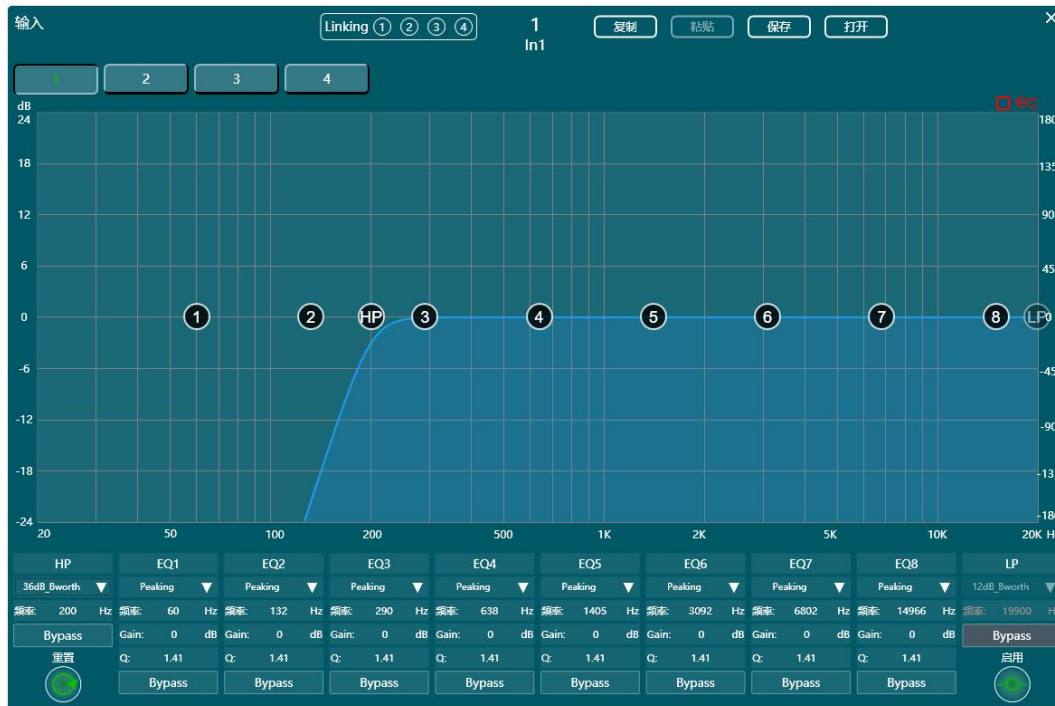 输入 Linking 1 2 3 4 1 复制 粘贴 保存 打开
In1
1 2 3 4
dB
24 180
18 135
12 90
6 45
0 1 2 HP 3 4 5 6 7 8 LP 0
-6 -45
-12 -90
-18 -13
-24 -18
20 50 100 200 500 1K 2K 5K 10K 20K H
HP EQ1 EQ2 EQ3 EQ4 EQ5 EQ6 EQ7 EQ8 LP
36dB_Bworth Peaking Peaking Peaking Peaking Peaking Peaking Peaking Peaking 12dB_Bworth
频率: 200 Hz 频率: 60 Hz 频率: 132 Hz 频率: 290 Hz 频率: 638 Hz 频率: 1405 Hz 频率: 3092 Hz 频率: 6802 Hz 频率: 14966 Hz 频率: 19900 H
Bypass Gain: 0 dB Gain: 0 dB Gain: 0 dB Gain: 0 dB Gain: 0 dB Gain: 0 dB Gain: 0 dB Gain: 0 dB Bypass
重置 Q: 1.41 Q: 1.41 Q: 1.41 Q: 1.41 Q: 1.41 Q: 1.41 Q: 1.41 Q: 1.41 启用
Bypass Bypass Bypass Bypass Bypass Bypass Bypass Bypass